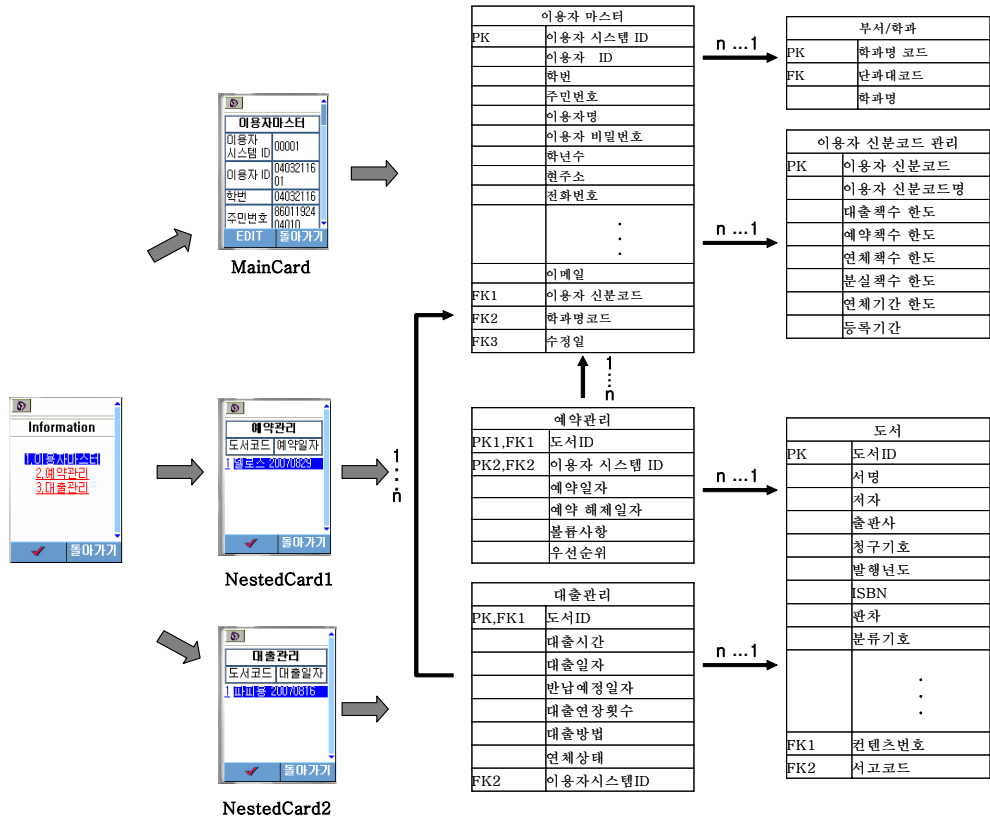 Information
1.이용자마스터
2.예약관리
3.대출관리
돌아가기
이용자마스터
이용자 시스템 ID 00001
이용자 ID 04032116 01
학번 04032116
주민번호 86011924 04010
EDIT 돌아가기
MainCard
예약관리
도서코드 예약일자
1 델로스 20070829
돌아가기
NestedCard1
대출관리
도서코드 대출일자
1 파피용 20070816
돌아가기
NestedCard2
1
n
이용자 마스터
PK 이용자 시스템 ID
이용자 ID
학번
주민번호
이용자명
이용자 비밀번호
학년수
현주소
전화번호
이메일
FK1 이용자 신분코드
FK2 학과명코드
FK3 수정일
1
n
예약관리
PK1,FK1 도서ID
PK2,FK2 이용자 시스템 ID
예약일자
예약 해제일자
볼륨사항
우선순위
대출관리
PK,FK1 도서ID
대출시간
대출일자
반납예정일자
대출연장횟수
대출방법
연체상태
FK2 이용자시스템ID
n ...1
n ...1
n ...1
n ...1
부서/학과
PK 학과명 코드
FK 단과대코드
학과명
이용자 신분코드 관리
PK 이용자 신분코드
이용자 신분코드명
대출책수 한도
예약책수 한도
연체책수 한도
분실책수 한도
연체기간 한도
등록기간
도서
PK 도서ID
서명
저자
출판사
청구기호
발행년도
ISBN
판차
분류기호
FK1 컨텐츠번호
FK2 서고코드